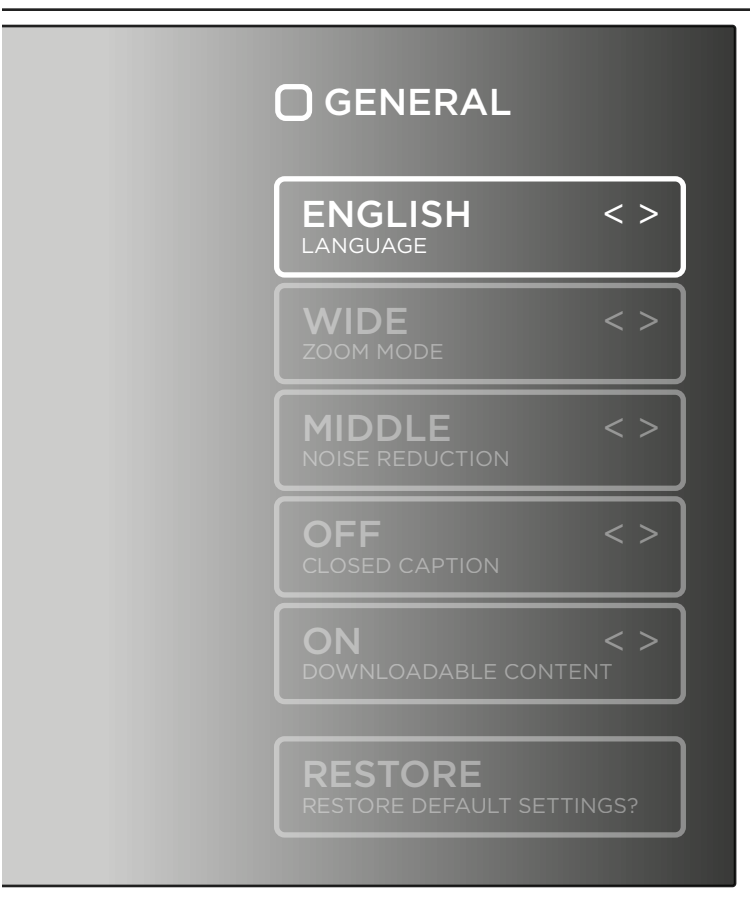 GENERAL
ENGLISH < >
LANGUAGE
WIDE < >
ZOOM MODE
MIDDLE < >
NOISE REDUCTION
OFF < >
CLOSED CAPTION
ON < >
DOWNLOADABLE CONTENT
RESTORE
RESTORE DEFAULT SETTINGS?